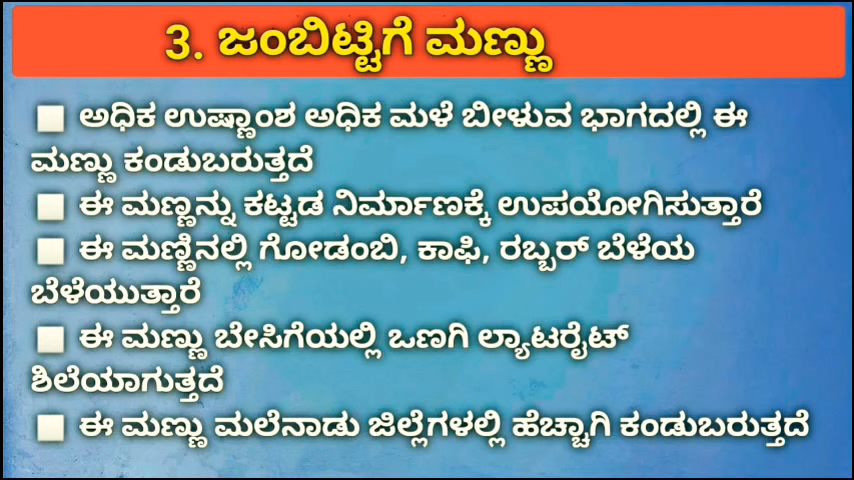 3. ಜಂಬಿಟ್ಟಿಗೆ ಮಣ್ಣು
ಅಧಿಕ ಉಷ್ಣಾಂಶ ಅಧಿಕ ಮಳೆ ಬೀಳುವ ಭಾಗದಲ್ಲಿ ಈ
ಮಣ್ಣು ಕಂಡುಬರುತ್ತದೆ
ಈ ಮಣ್ಣನ್ನು ಕಟ್ಟಡ ನಿರ್ಮಾಣಕ್ಕೆ ಉಪಯೋಗಿಸುತ್ತಾರೆ
ಈ ಮಣ್ಣಿನಲ್ಲಿ ಗೋಡಂಬಿ, ಕಾಫಿ, ರಬ್ಬರ್ ಬೆಳೆಯ
ಬೆಳೆಯುತ್ತಾರೆ
ಈ ಮಣ್ಣು ಬೇಸಿಗೆಯಲ್ಲಿ ಒಣಗಿ ಲ್ಯಾಟರೈಟ್
ಶಿಲೆಯಾಗುತ್ತದೆ
ಈ ಮಣ್ಣು ಮಲೆನಾಡು ಜಿಲ್ಲೆಗಳಲ್ಲಿ ಹೆಚ್ಚಾಗಿ ಕಂಡುಬರುತ್ತದೆ